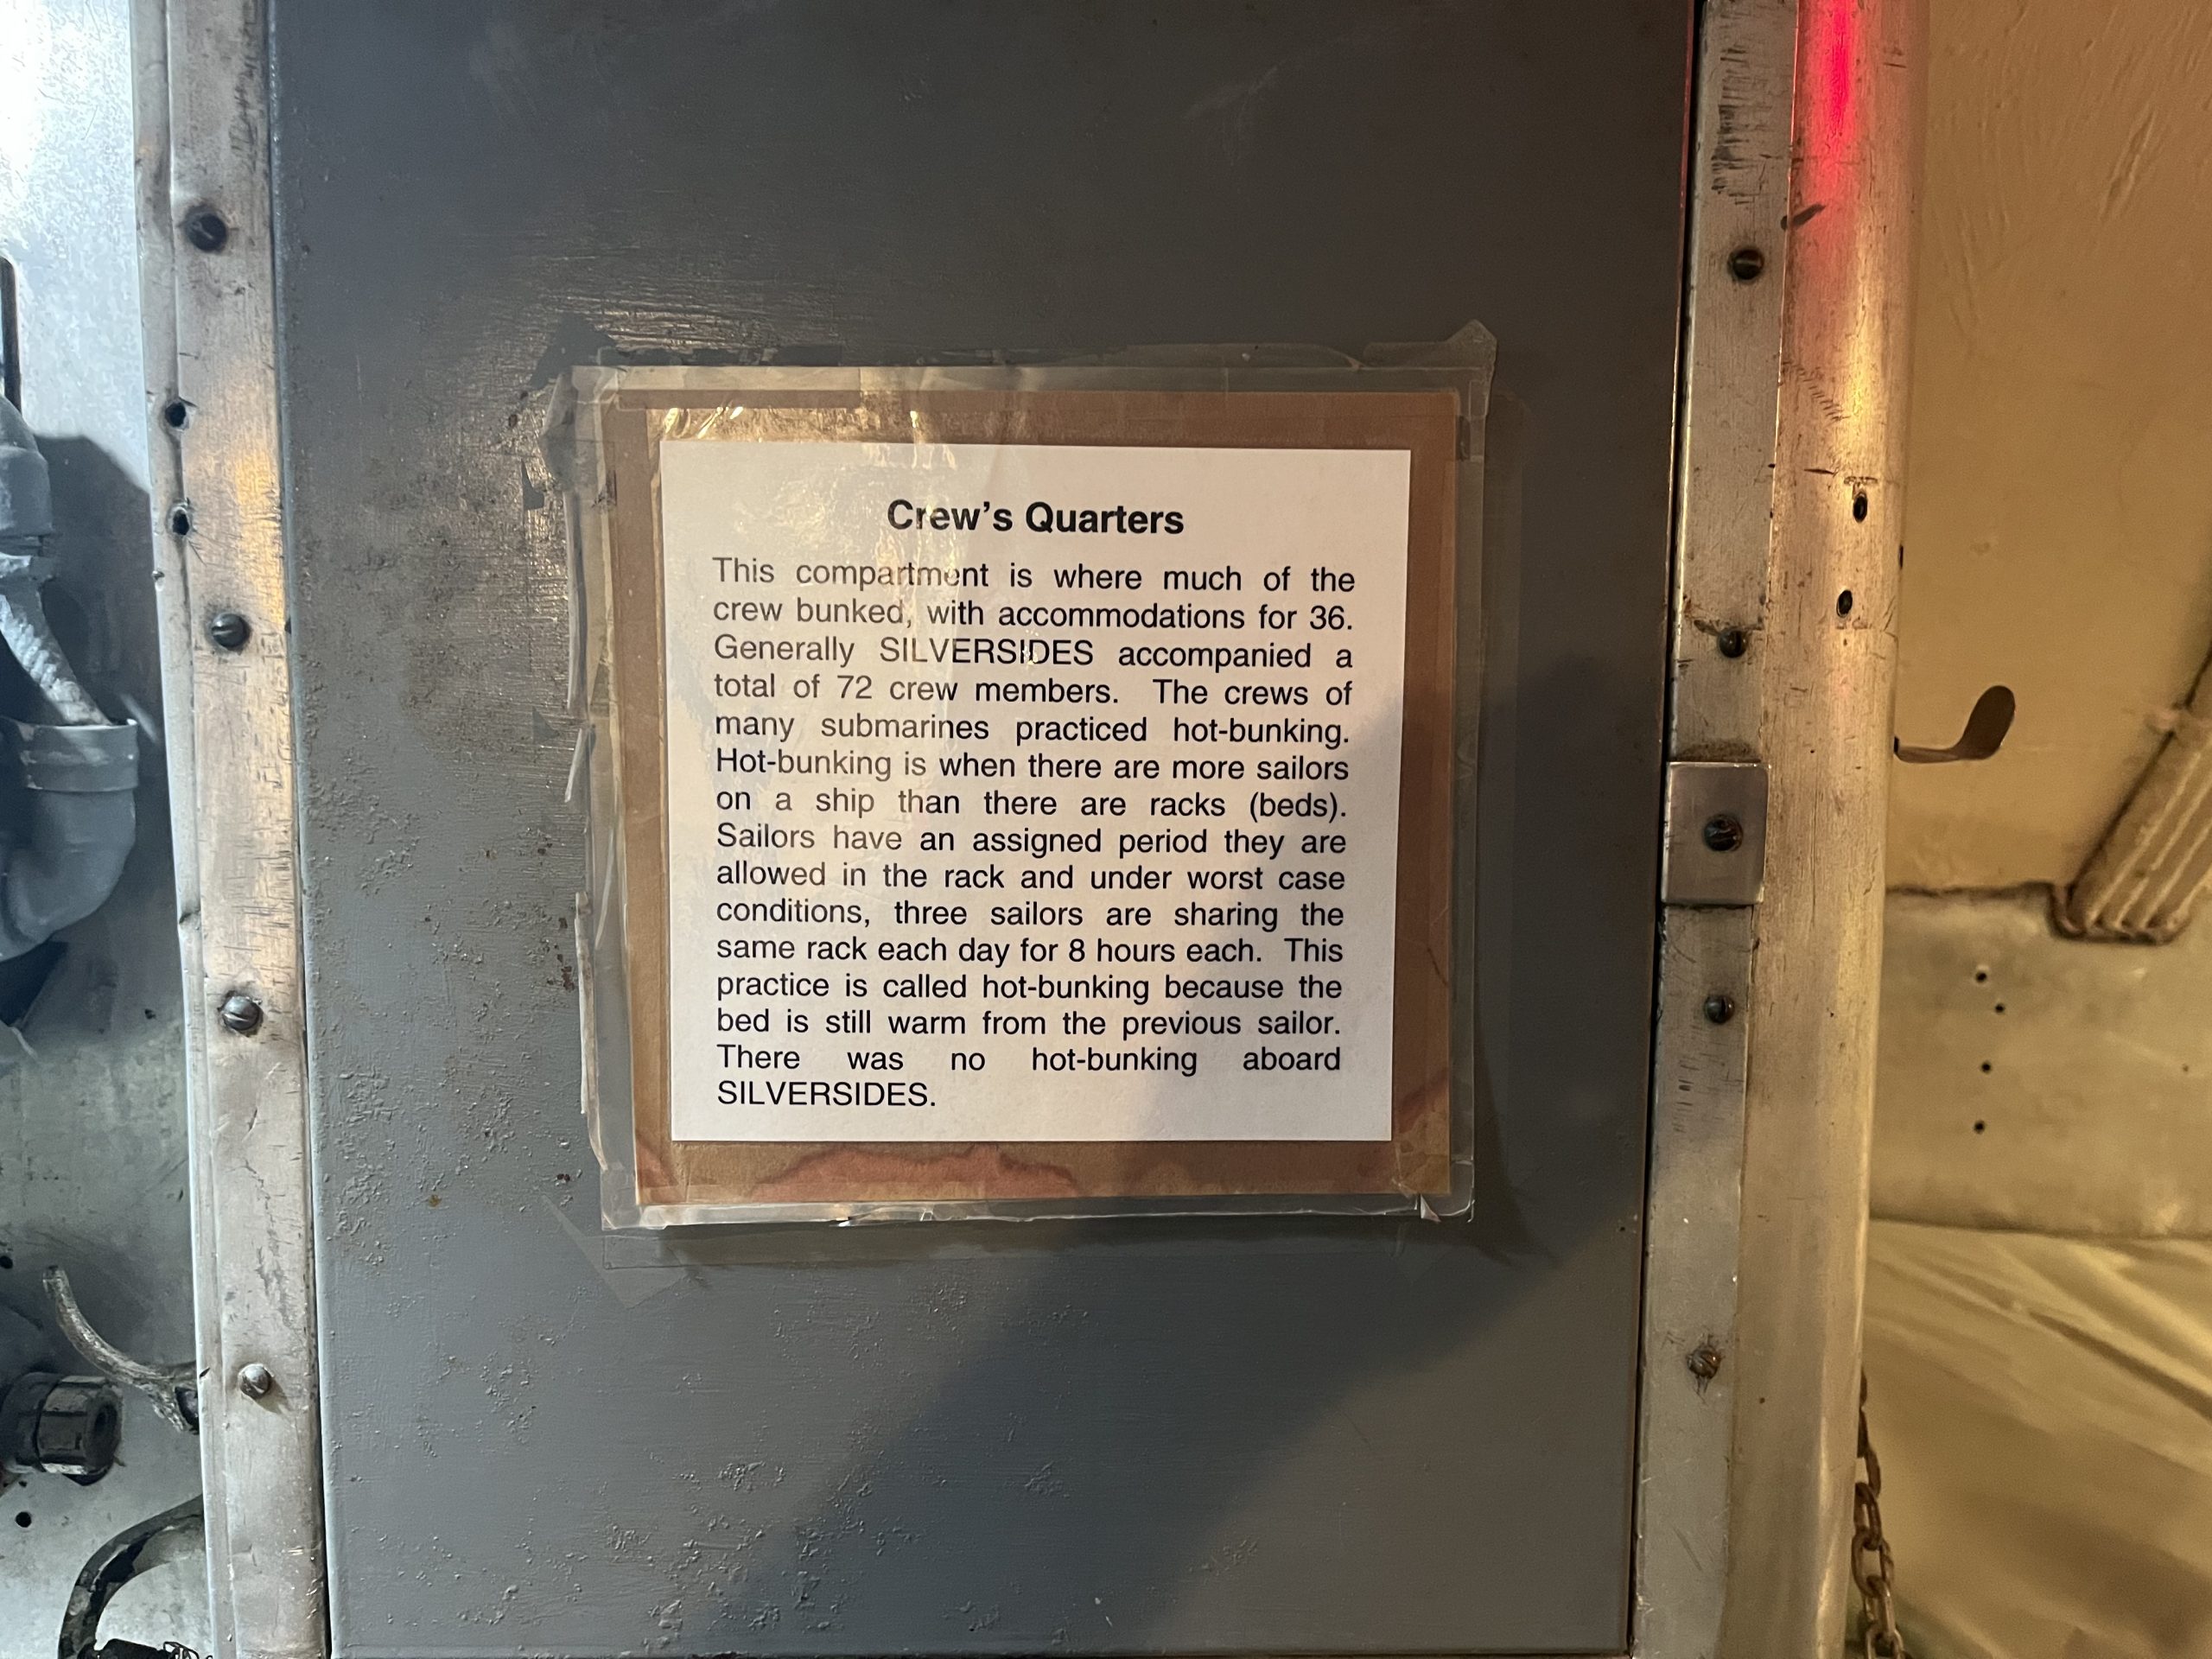 Crew's Quarters
This compartment is where much of the
crew bunked, with accommodations for 36.
Generally SILVERSIDES accompanied a
total of 72 crew members. The crews of
many submarines practiced hot-bunking.
Hot-bunking is when there are more sailors
on a ship than there are racks (beds).
Sailors have an assigned period they are
allowed in the rack and under worst case
conditions, three sailors are sharing the
same rack each day for 8 hours each. This
practice is called hot-bunking because the
bed is still warm from the previous sailor.
There was no hot-bunking aboard
SILVERSIDES.